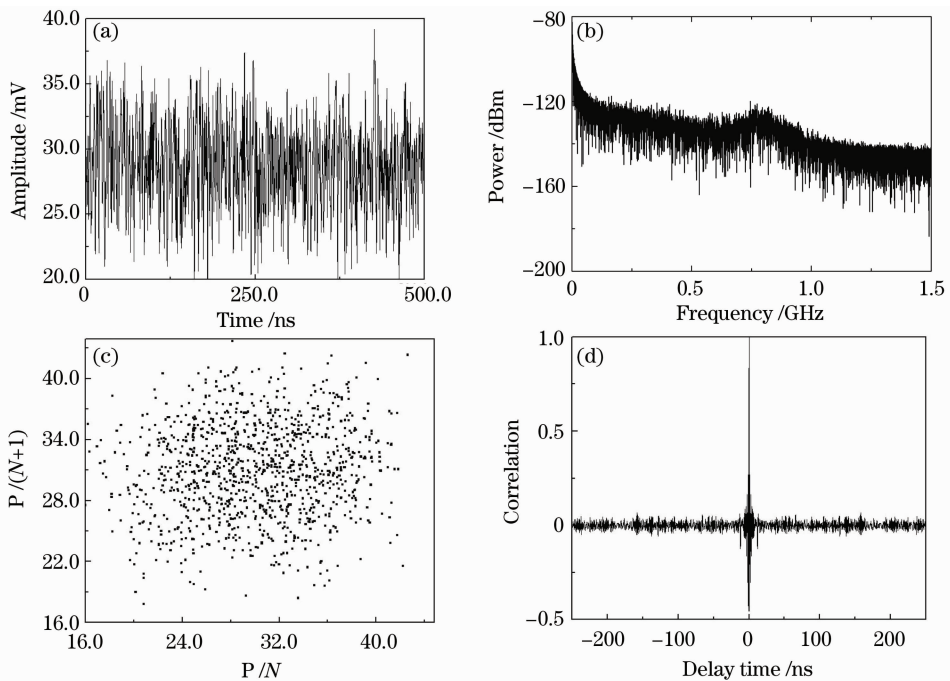 (a)
40.0
35.0
30.0
25.0
20.0
Amplitude /mV
0
250.0
500.0
Time /ns
(b)
−80
−120
−160
−200
Power /dBm
0
0.5
1.0
1.5
Frequency /GHz
(c)
40.0
34.0
28.0
22.0
16.0
P /(N+1)
16.0
24.0
32.0
40.0
P /N
(d)
1.0
0.5
0
−0.5
Correlation
−200
−100
0
100
200
Delay time /ns